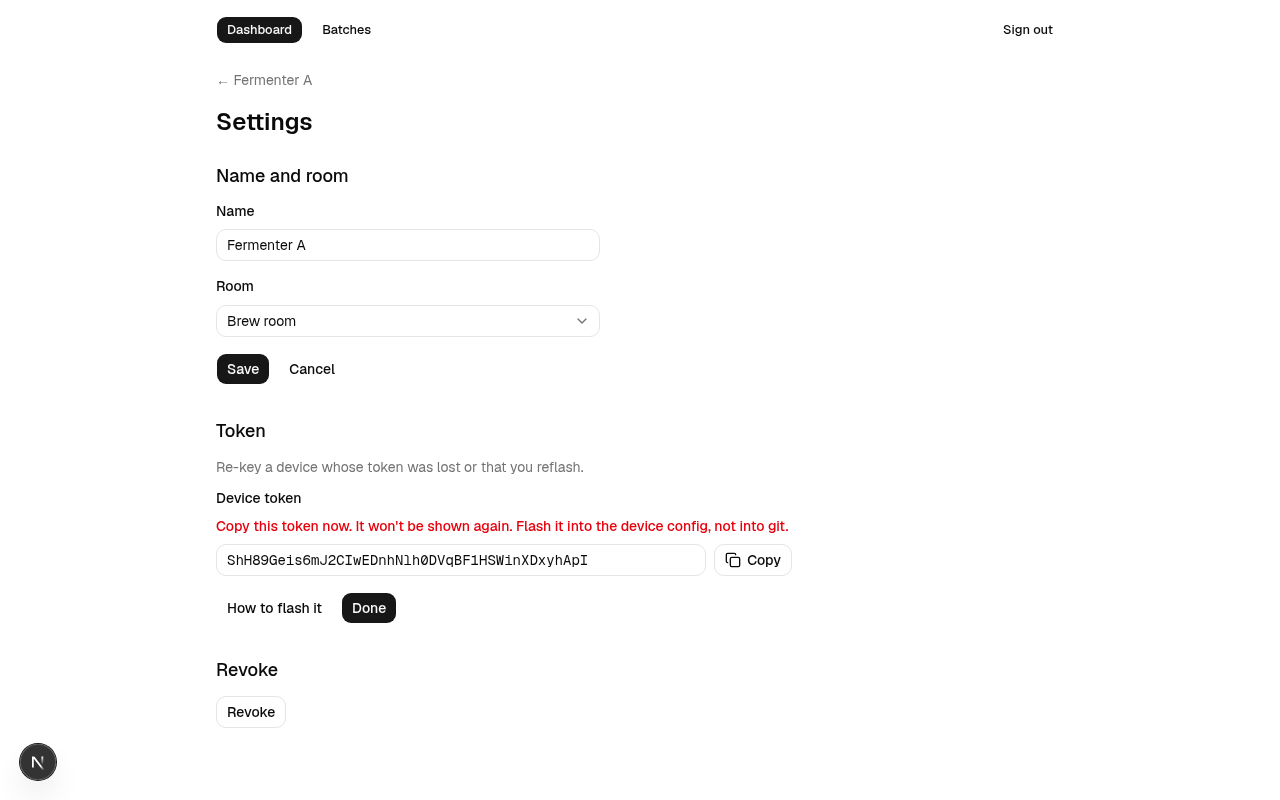 Dashboard Batches Sign out
← Fermenter A
Settings
Name and room
Name
Fermenter A
Room
Brew room
Save Cancel
Token
Re-key a device whose token was lost or that you reflash.
Device token
Copy this token now. It won't be shown again. Flash it into the device config, not into git.
ShH89Geis6mJ2CIwEDnhNlh0DVqBF1HSWinXDxyhApI Copy
How to flash it Done
Revoke
Revoke
N